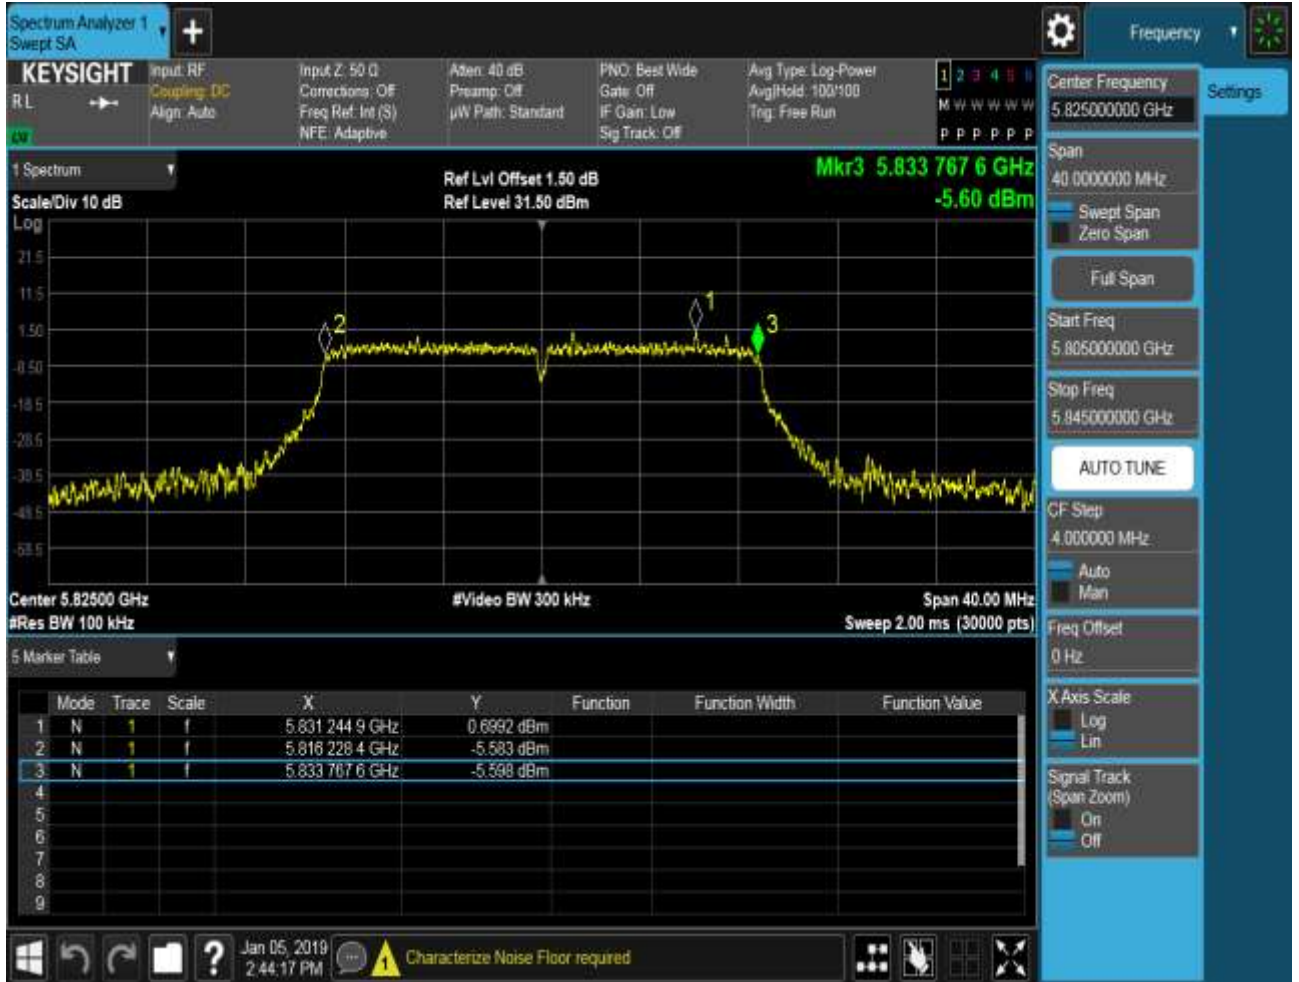 Spectrum Analyzer 1
Swept SA
+
Frequency
KEYSIGHT
R L
Input: RF
Coupling: DC
Align: Auto
Input Z: 50 Ω
Corrections: Off
Freq Ref: Int (S)
NFE: Adaptive
Atten: 40 dB
Preamp: Off
µW Path: Standard
PNO: Best Wide
Gate: Off
IF Gain: Low
Sig Track: Off
Avg Type: Log-Power
Avg|Hold: 100/100
Trig: Free Run
1 2 3 4 5 6
M W W W W W
P P P P P P
1 Spectrum
Scale/Div 10 dB
Ref Lvl Offset 1.50 dB
Ref Level 31.50 dBm
Mkr3 5.833 767 6 GHz
-5.60 dBm
Log
21.5
11.5
1.50
-8.50
-18.5
-28.5
-38.5
-48.5
-58.5
2
1
3
Center 5.82500 GHz
#Video BW 300 kHz
Span 40.00 MHz
#Res BW 100 kHz
Sweep 2.00 ms (30000 pts)
5 Marker Table
Mode Trace Scale X Y Function Function Width Function Value
1 N 1 f 5.831 244 9 GHz 0.6992 dBm
2 N 1 f 5.816 228 4 GHz -5.583 dBm
3 N 1 f 5.833 767 6 GHz -5.598 dBm
4
5
6
7
8
9
?
Jan 05, 2019
2:44:17 PM
1
Characterize Noise Floor required
Settings
Center Frequency
5.825000000 GHz
Span
40.0000000 MHz
Swept Span
Zero Span
Full Span
Start Freq
5.805000000 GHz
Stop Freq
5.845000000 GHz
AUTO TUNE
CF Step
4.000000 MHz
Auto
Man
Freq Offset
0 Hz
X Axis Scale
Log
Lin
Signal Track
(Span Zoom)
On
Off